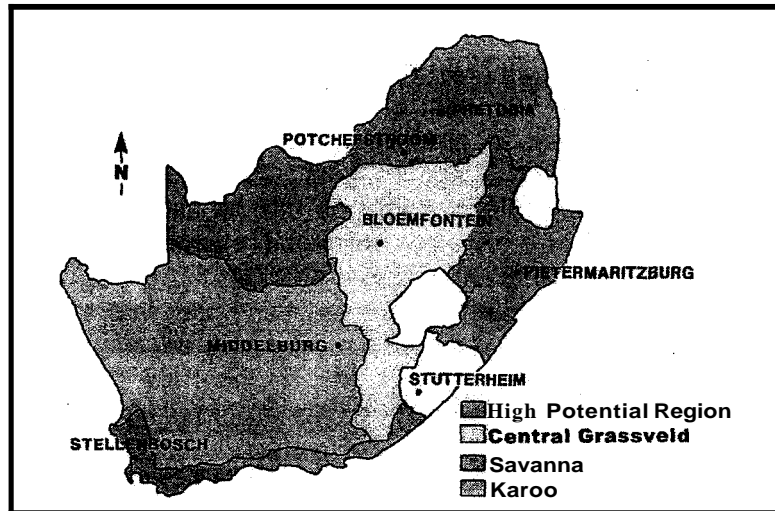 POTCHEFSTROOM
N
BLOEMFONTEIN
PIETERMARITZBURG
MIDDELBURG
STUTTERHEIM
STELLENBOSCH
High Potential Region
Central Grassveld
Savanna
Karoo